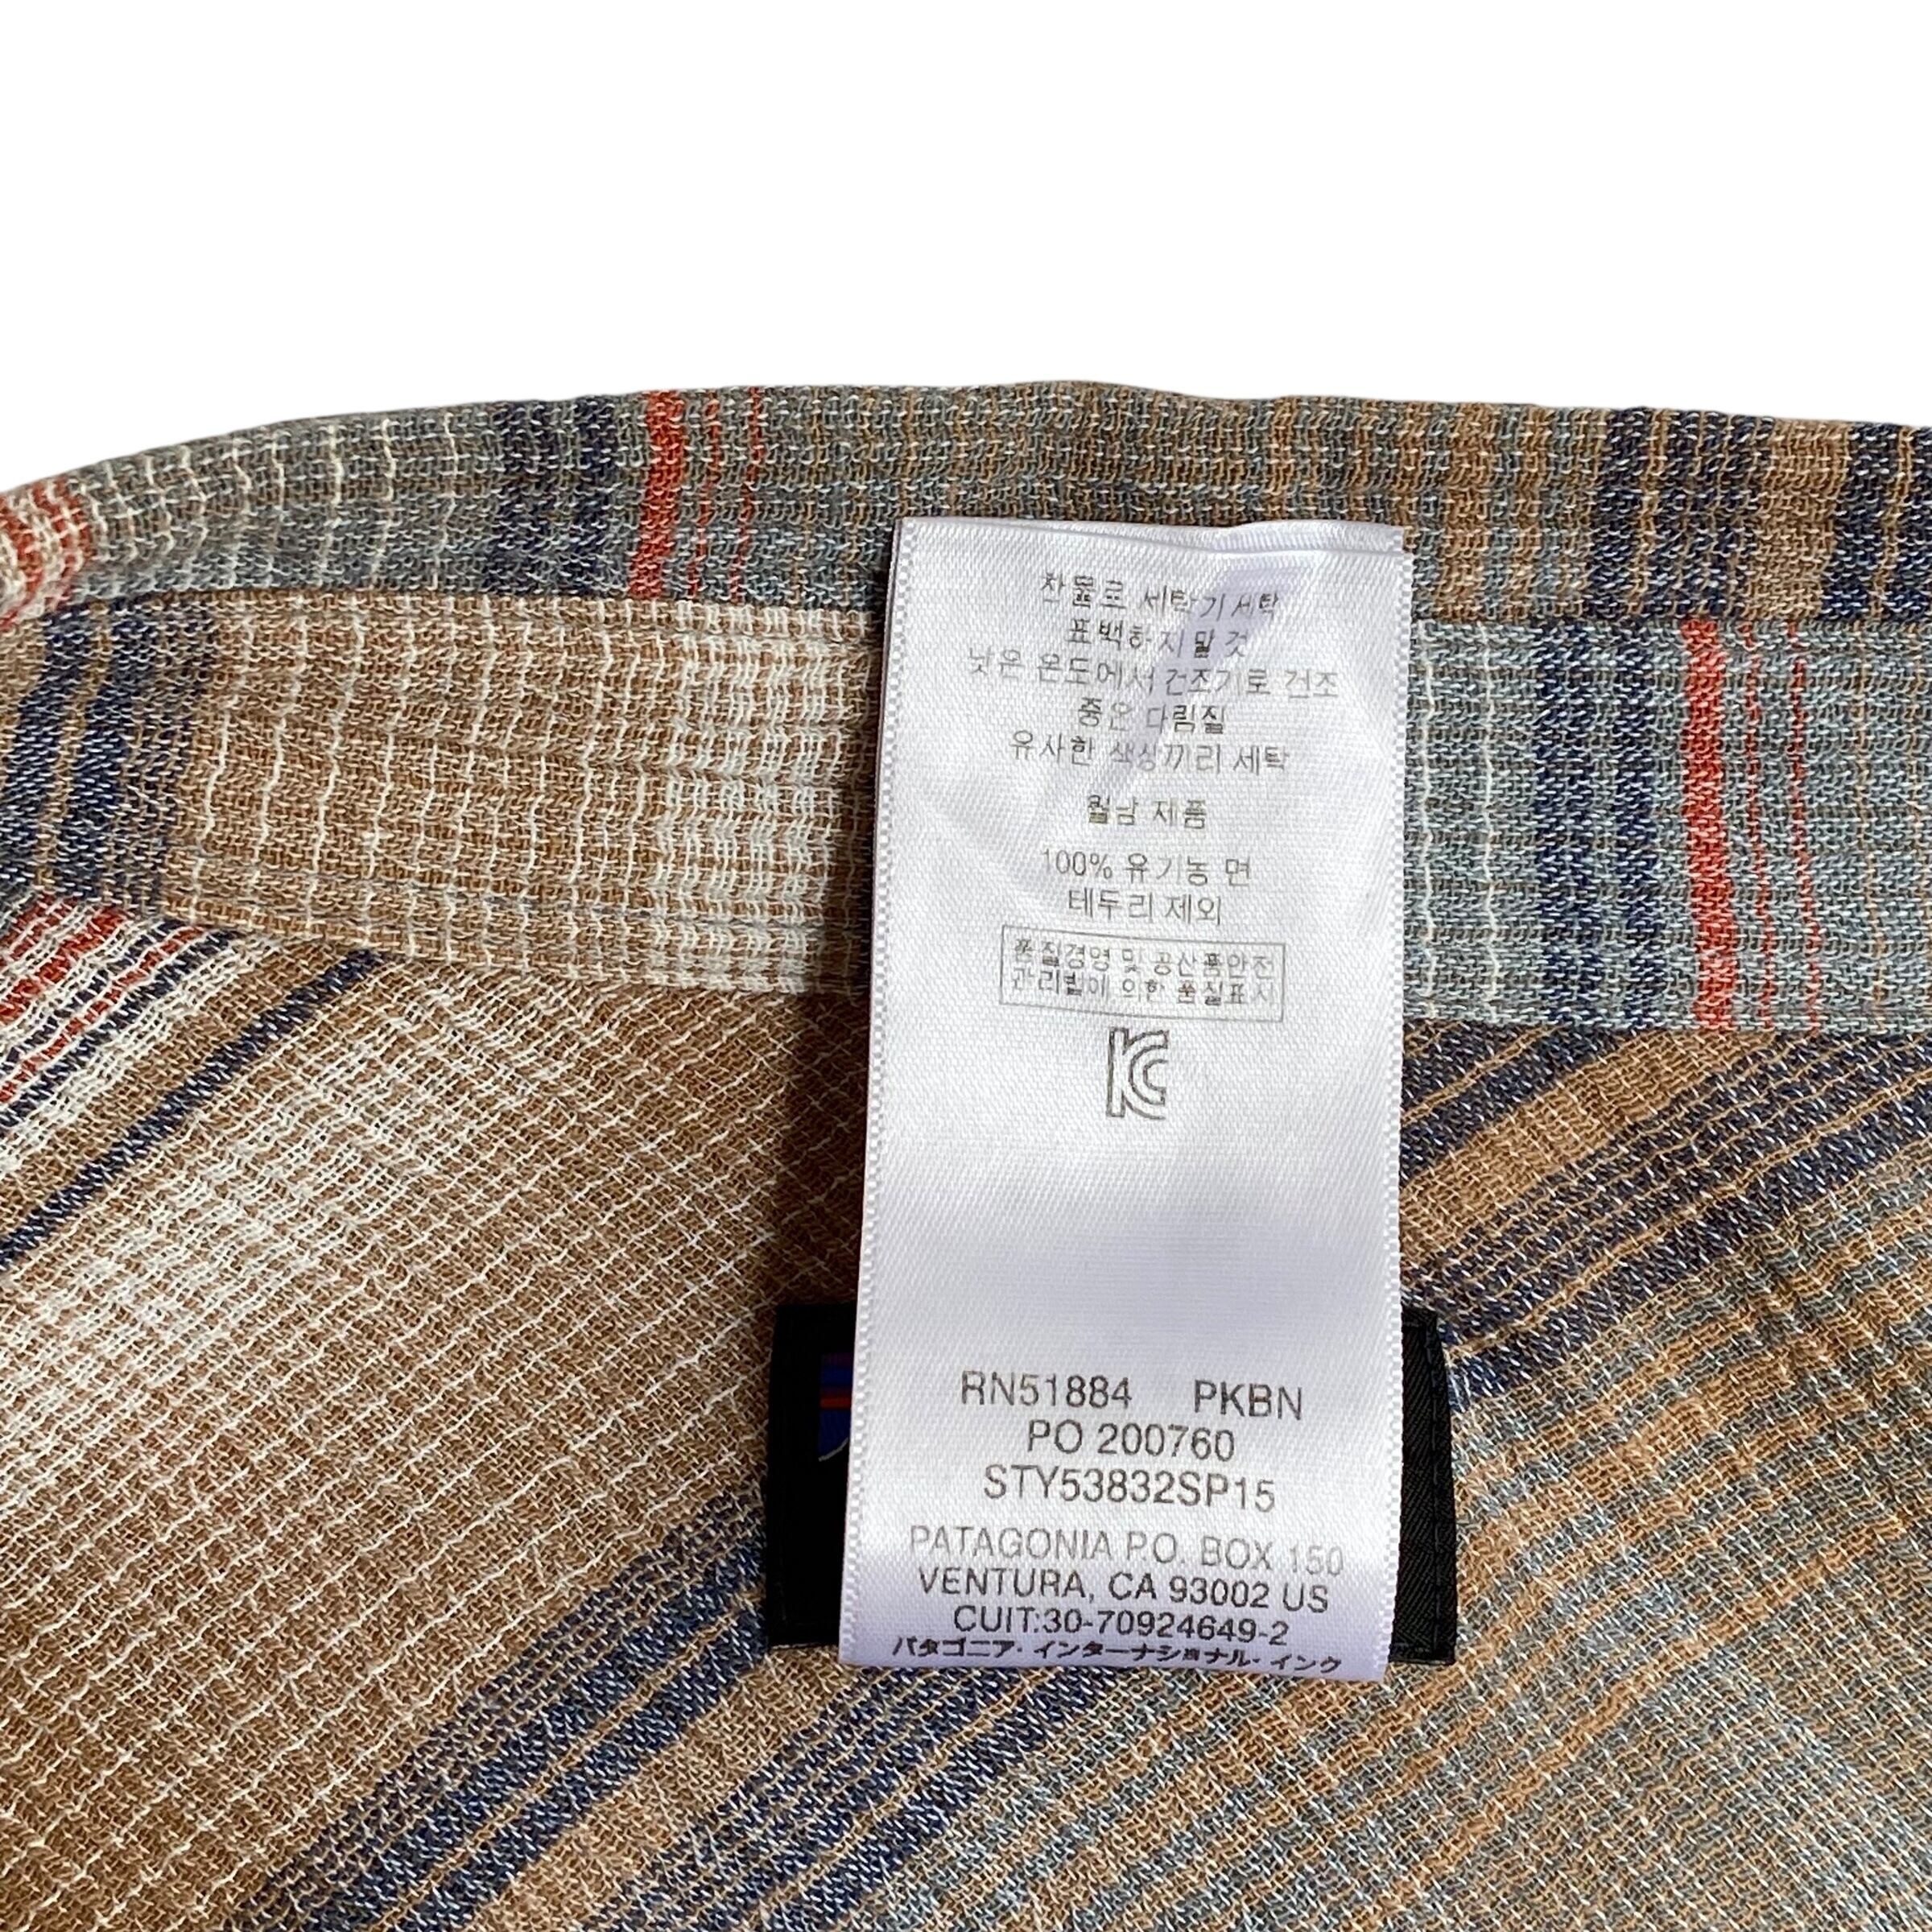 찬물로 세탁기 세탁
표백하지 말 것
낮은 온도에서 건조기로 건조
중온 다림질
유사한 색상끼리 세탁
월남 제품
100% 유기농 면
테두리 제외
품질경영 및 공산품안전
관리법에 의한 품질표시
RN51884 PKBN
PO 200760
STY53832SP15
PATAGONIA P.O. BOX 150
VENTURA, CA 93002 US
CUIT:30-70924649-2
パタゴニア・インターナショナル・インク